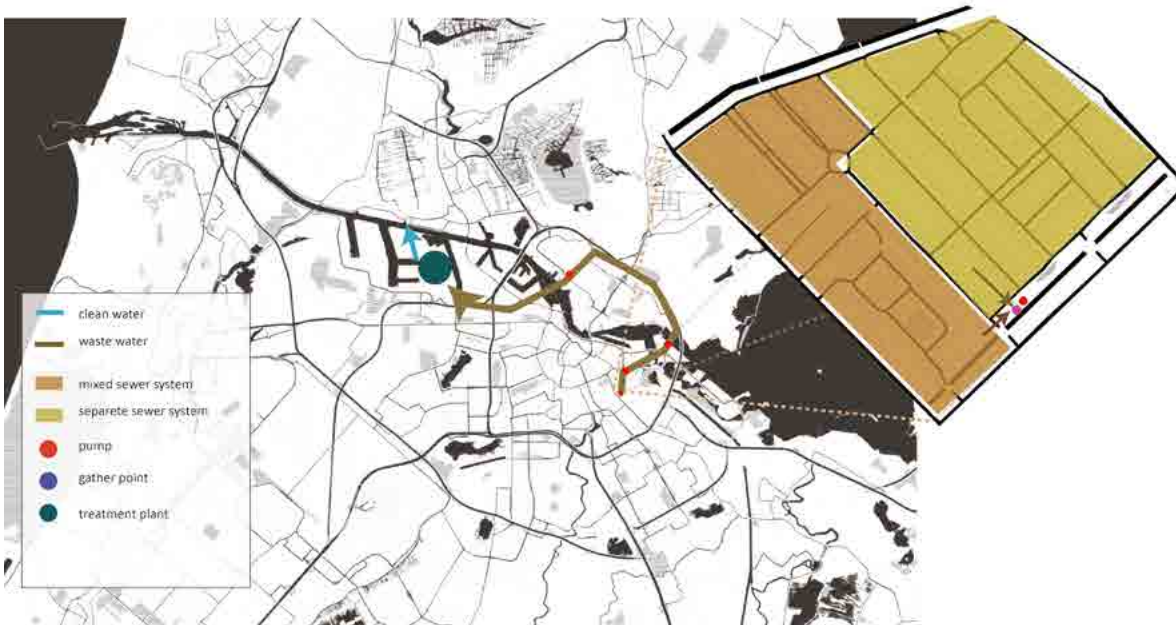 clean water
waste water
mixed sewer system
separete sewer system
pump
gather point
treatment plant